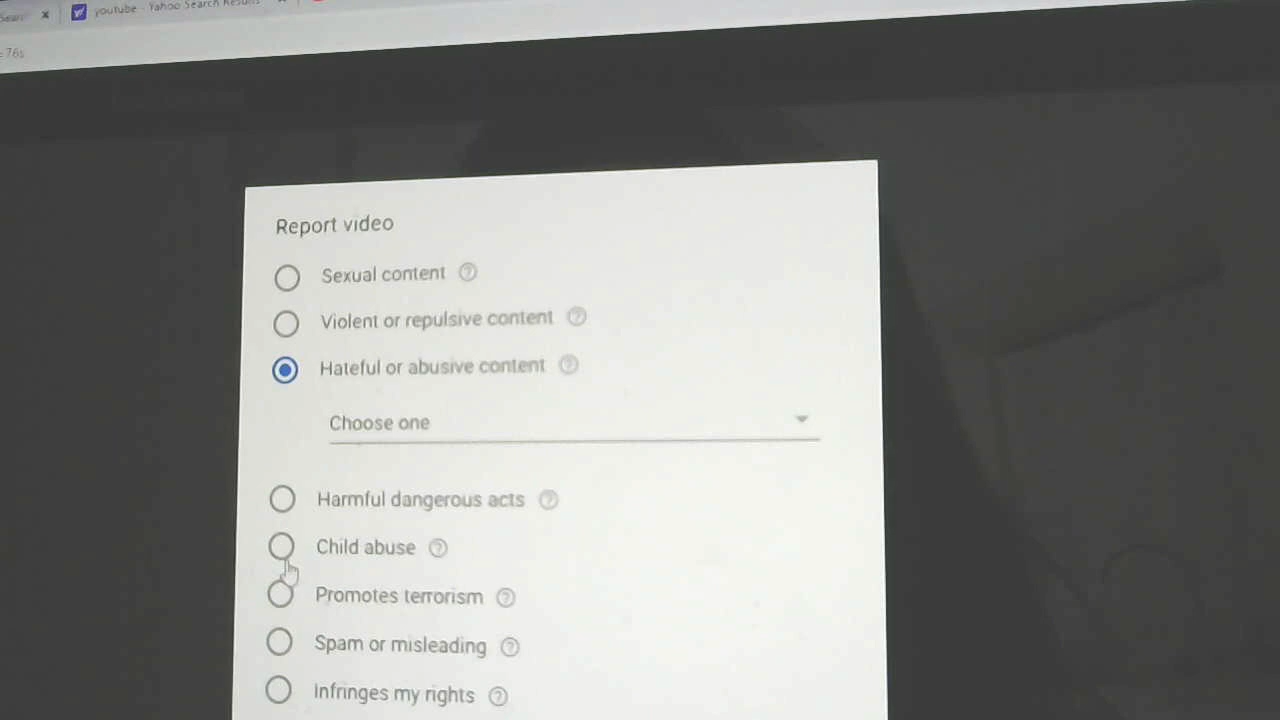 youtube - Yahoo Search Results
=76s
Report video
Sexual content
Violent or repulsive content
Hateful or abusive content
Choose one
Harmful dangerous acts
Child abuse
Promotes terrorism
Spam or misleading
Infringes my rights